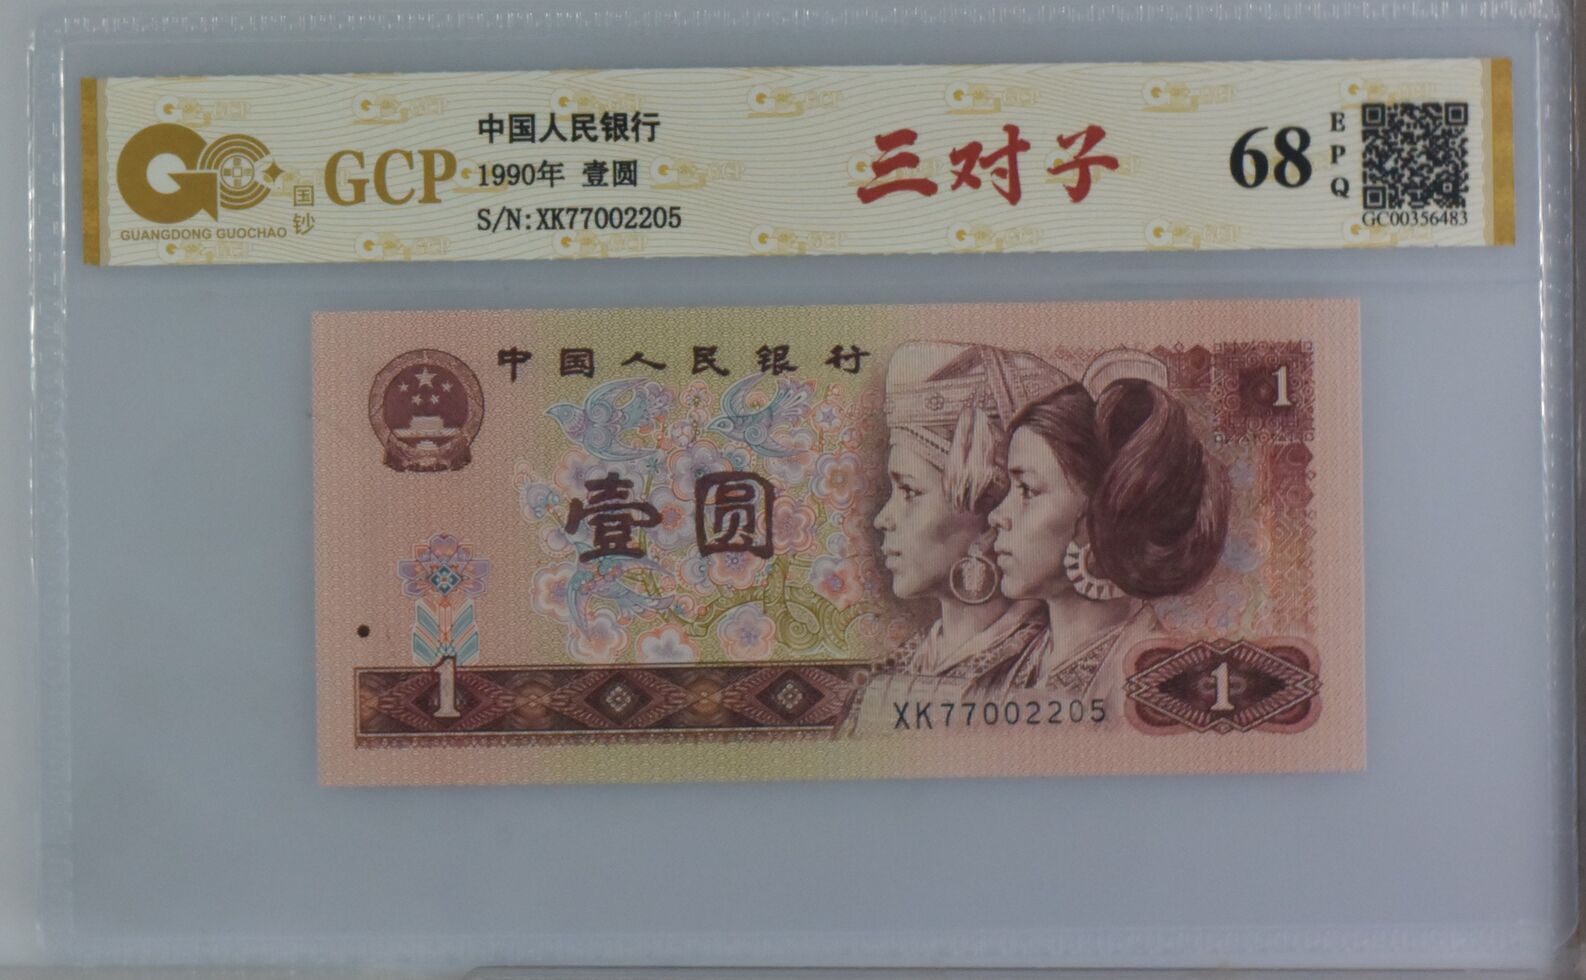 GUANGDONG GUOCHAO
国钞
GCP
中国人民银行
1990年 壹圆
S/N:XK77002205
三对子
68
EPQ
GC00356483
中国人民银行
1
壹圆
1
XK77002205
1